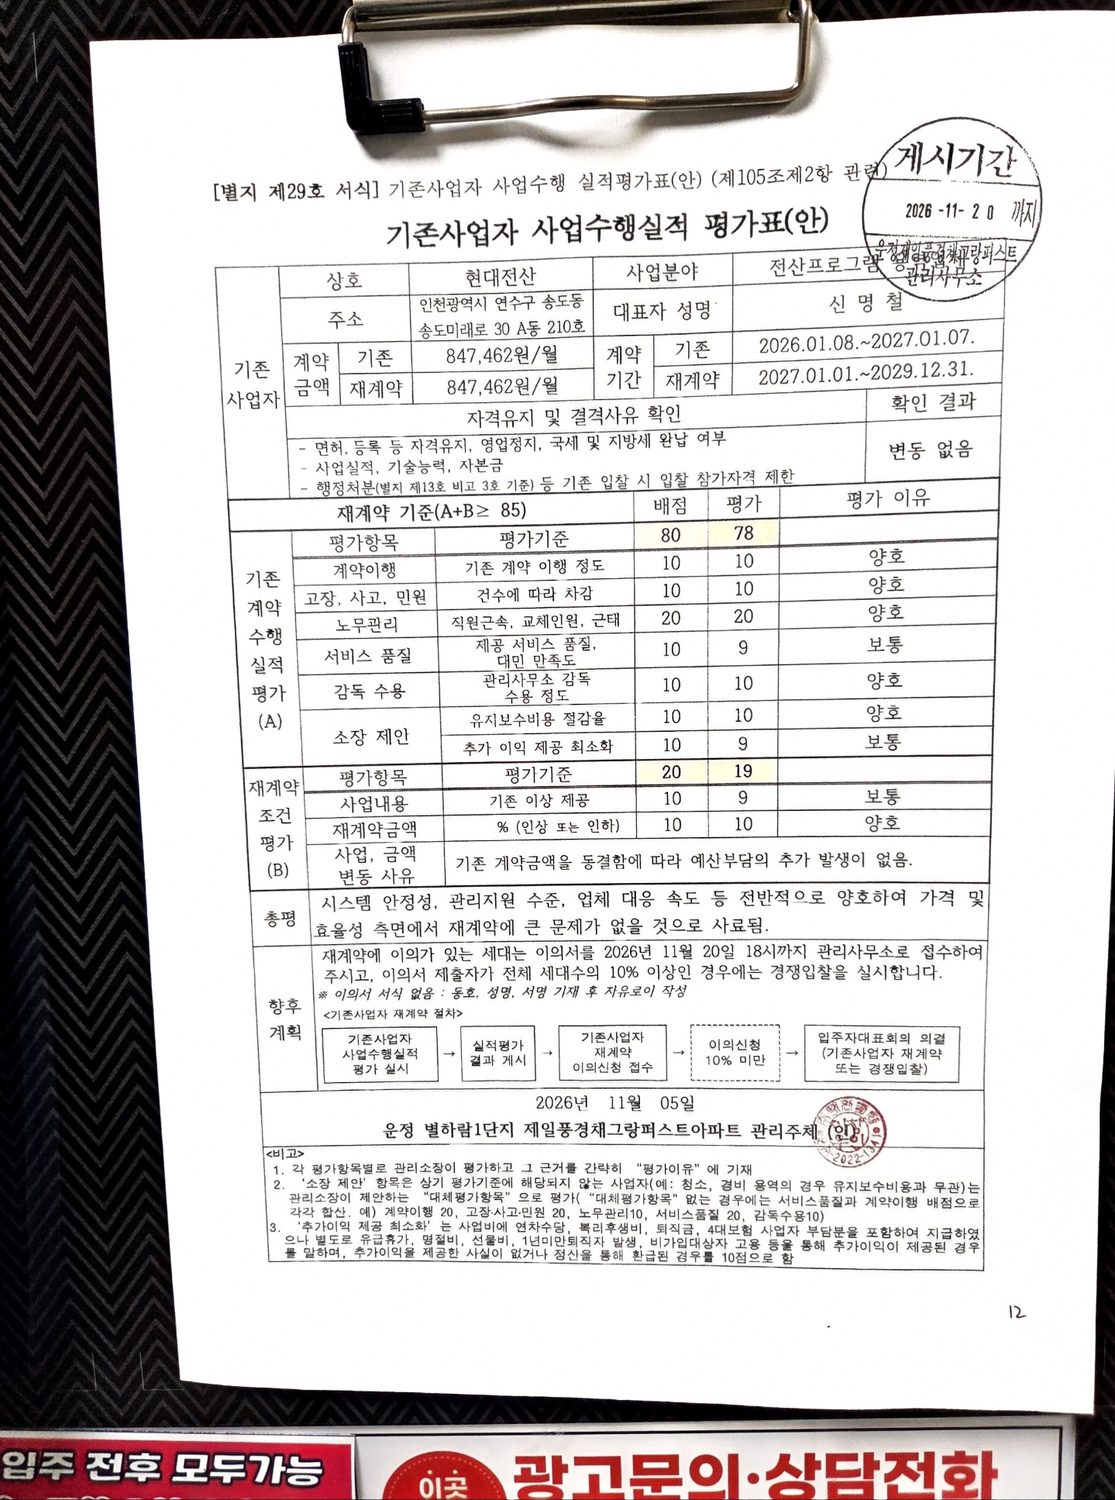 게시기간
2026 -11- 2 0 까지
관리사무소
[별지 제29호 서식] 기존사업자 사업수행 실적평가표(안) (제105조제2항 관련)
기존사업자 사업수행실적 평가표(안)
기존 사업자
상호 현대전산 사업분야 전산프로그램
주소 인천광역시 연수구 송도동 송도미래로 30 A동 210호 대표자 성명 신 명 철
계약 금액 기존 847,462원/월 계약 기간 기존 2026.01.08.~2027.01.07.
재계약 847,462원/월 재계약 2027.01.01.~2029.12.31.
자격유지 및 결격사유 확인 확인 결과
- 면허, 등록 등 자격유지, 영업정지, 국세 및 지방세 완납 여부
- 사업실적, 기술능력, 자본금
- 행정처분(별지 제13호 비고 3호 기준) 등 기존 입찰 시 입찰 참가자격 제한
변동 없음
재계약 기준(A+B≥ 85) 배점 평가 평가 이유
기존 계약 수행 실적 평가 (A)
평가항목 평가기준 80 78
계약이행 기존 계약 이행 정도 10 10 양호
고장, 사고, 민원 건수에 따라 차감 10 10 양호
노무관리 직원근속, 교체인원, 근태 20 20 양호
서비스 품질 제공 서비스 품질, 대민 만족도 10 9 보통
감독 수용 관리사무소 감독 수용 정도 10 10 양호
소장 제안 유지보수비용 절감율 10 10 양호
추가 이익 제공 최소화 10 9 보통
재계약 조건 평가 (B)
평가항목 평가기준 20 19
사업내용 기존 이상 제공 10 9 보통
재계약금액 % (인상 또는 인하) 10 10 양호
사업, 금액 변동 사유 기존 계약금액을 동결함에 따라 예산부담의 추가 발생이 없음.
총평 시스템 안정성, 관리지원 수준, 업체 대응 속도 등 전반적으로 양호하여 가격 및
효율성 측면에서 재계약에 큰 문제가 없을 것으로 사료됨.
향후 계획
재계약에 이의가 있는 세대는 이의서를 2026년 11월 20일 18시까지 관리사무소로 접수하여
주시고, 이의서 제출자가 전체 세대수의 10% 이상인 경우에는 경쟁입찰을 실시합니다.
※ 이의서 서식 없음 : 동호, 성명, 서명 기재 후 자유로이 작성
<기존사업자 재계약 절차>
기존사업자 사업수행실적 평가 실시 → 실적평가 결과 게시 → 기존사업자 재계약 이의신청 접수 → 이의신청 10% 미만 → 입주자대표회의 의결 (기존사업자 재계약 또는 경쟁입찰)
2026년 11월 05일
운정 별하람1단지 제일풍경채그랑퍼스트아파트 관리주체 (인)
<비고>
1. 각 평가항목별로 관리소장이 평가하고 그 근거를 간략히 “평가이유” 에 기재
2. ‘소장 제안’ 항목은 상기 평가기준에 해당되지 않는 사업자(예: 청소, 경비 용역의 경우 유지보수비용과 무관)는
관리소장이 제안하는 “대체평가항목” 으로 평가( “대체평가항목” 없는 경우에는 서비스품질과 계약이행 배점으로
각각 합산. 예) 계약이행 20, 고장·사고·민원 20, 노무관리10, 서비스품질 20, 감독수용10)
3. ‘추가이익 제공 최소화’ 는 사업비에 연차수당, 복리후생비, 퇴직금, 4대보험 사업자 부담분을 포함하여 지급하였
으나 별도로 유급휴가, 명절비, 선물비, 1년미만퇴직자 발생, 비가입대상자 고용 등을 통해 추가이익이 제공된 경우
를 말하며, 추가이익을 제공한 사실이 없거나 정산을 통해 환급된 경우를 10점으로 함
12
입주 전후 모두가능
이곳
광고문의·상담전화